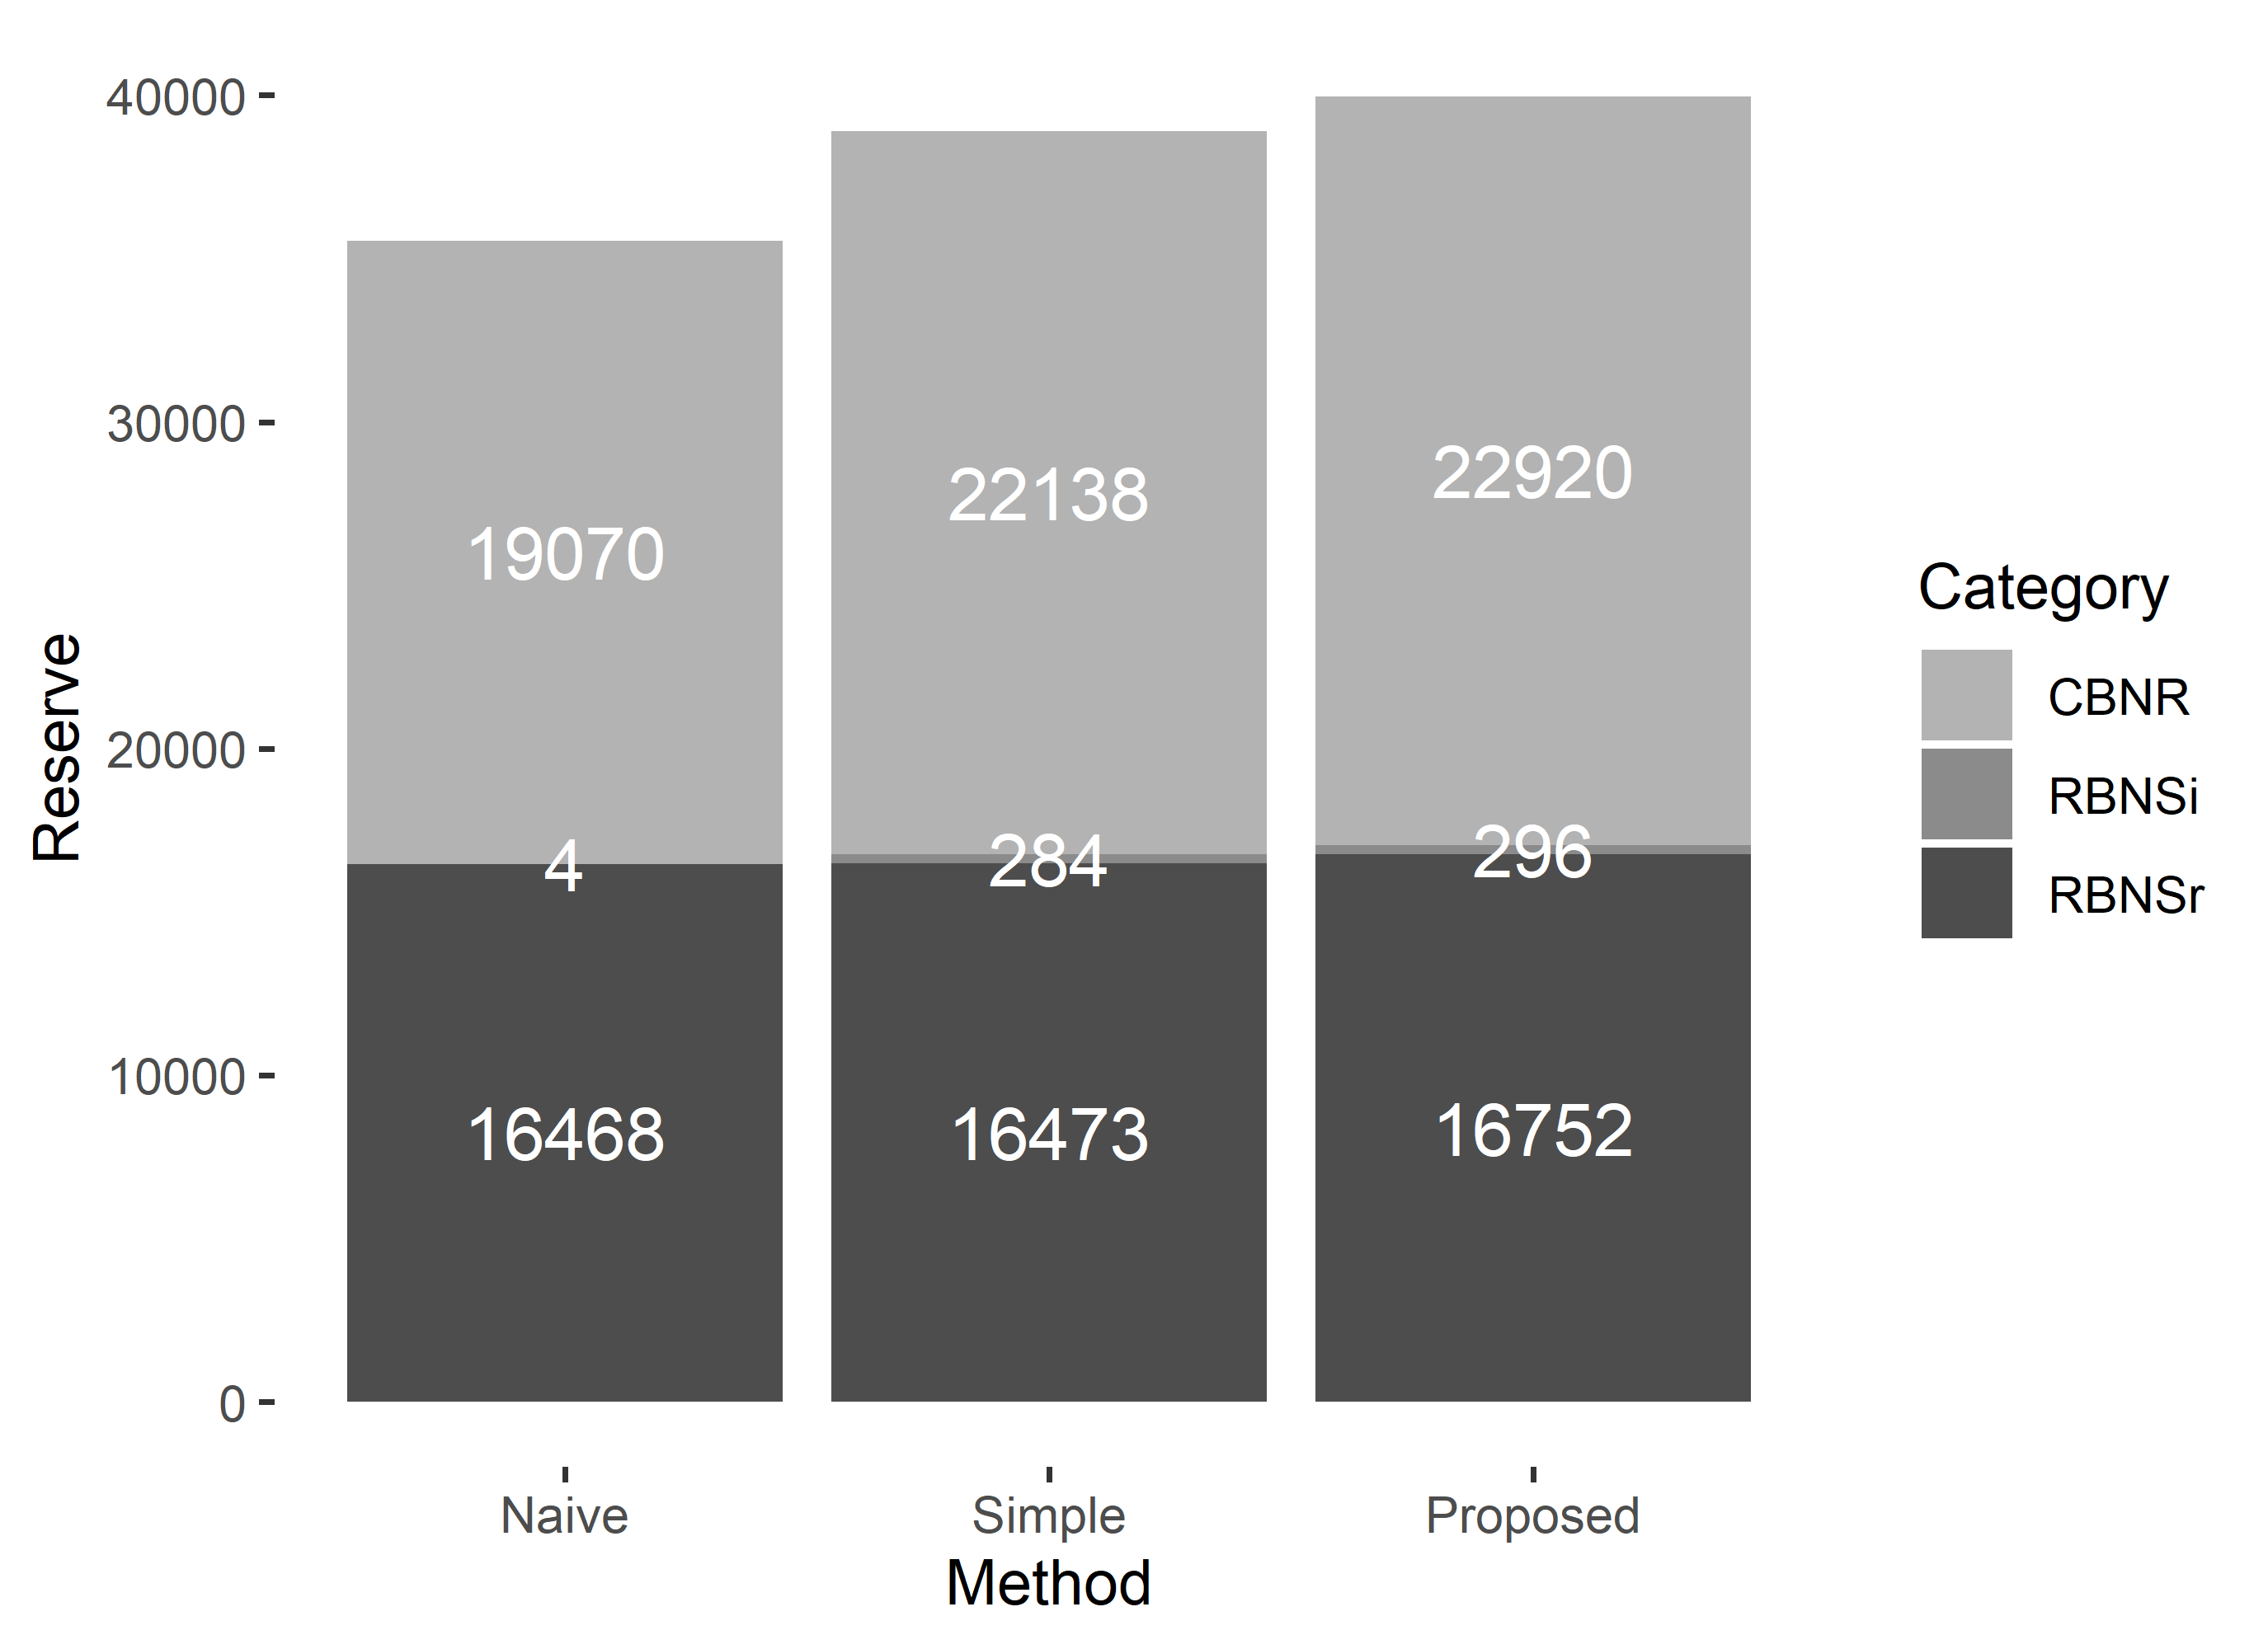 Reserve
40000
30000
20000
10000
0
19070
4
16468
22138
284
16473
22920
296
16752
Naive
Simple
Proposed
Method
Category
CBNR
RBNSi
RBNSr